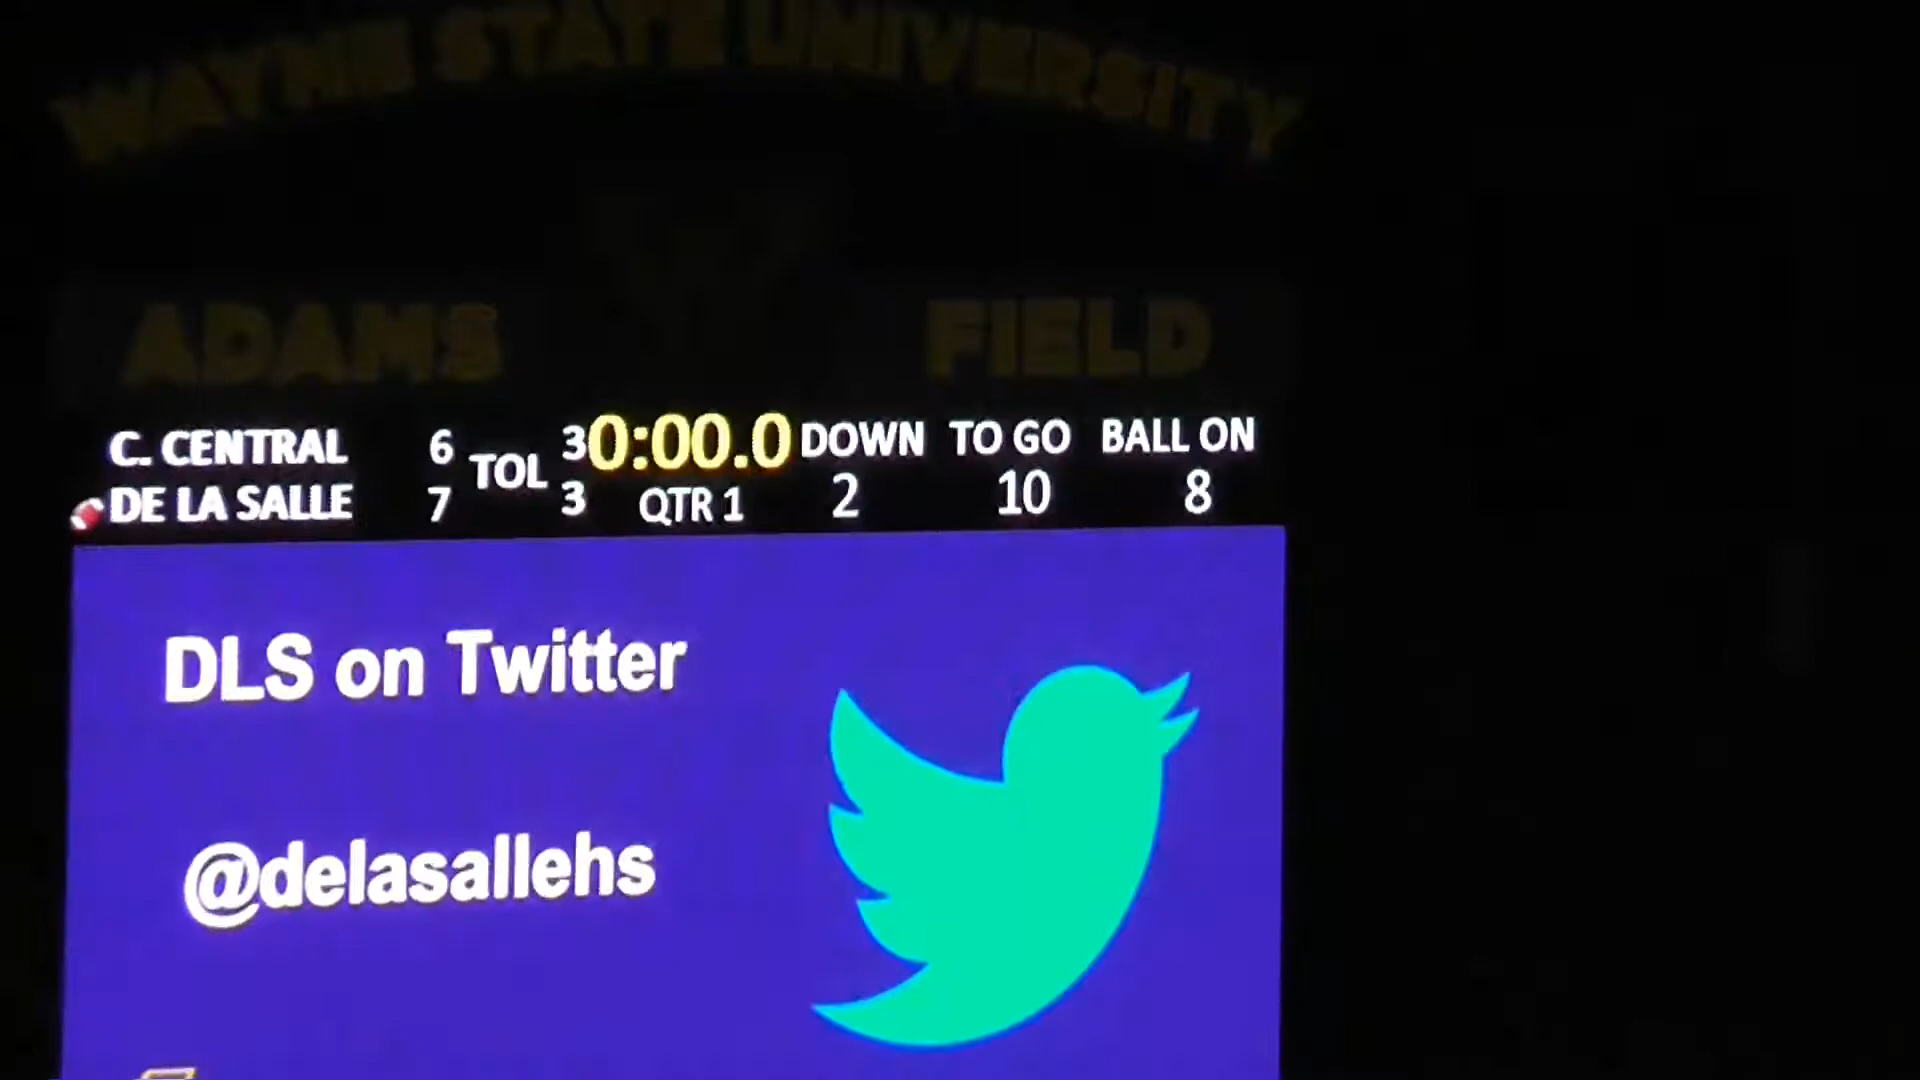 WAYNE STATE UNIVERSITY
ADAMS FIELD
C. CENTRAL 6 TOL 3 0:00.0 DOWN TO GO BALL ON
DE LA SALLE 7 3 QTR 1 2 10 8
DLS on Twitter
@delasallehs